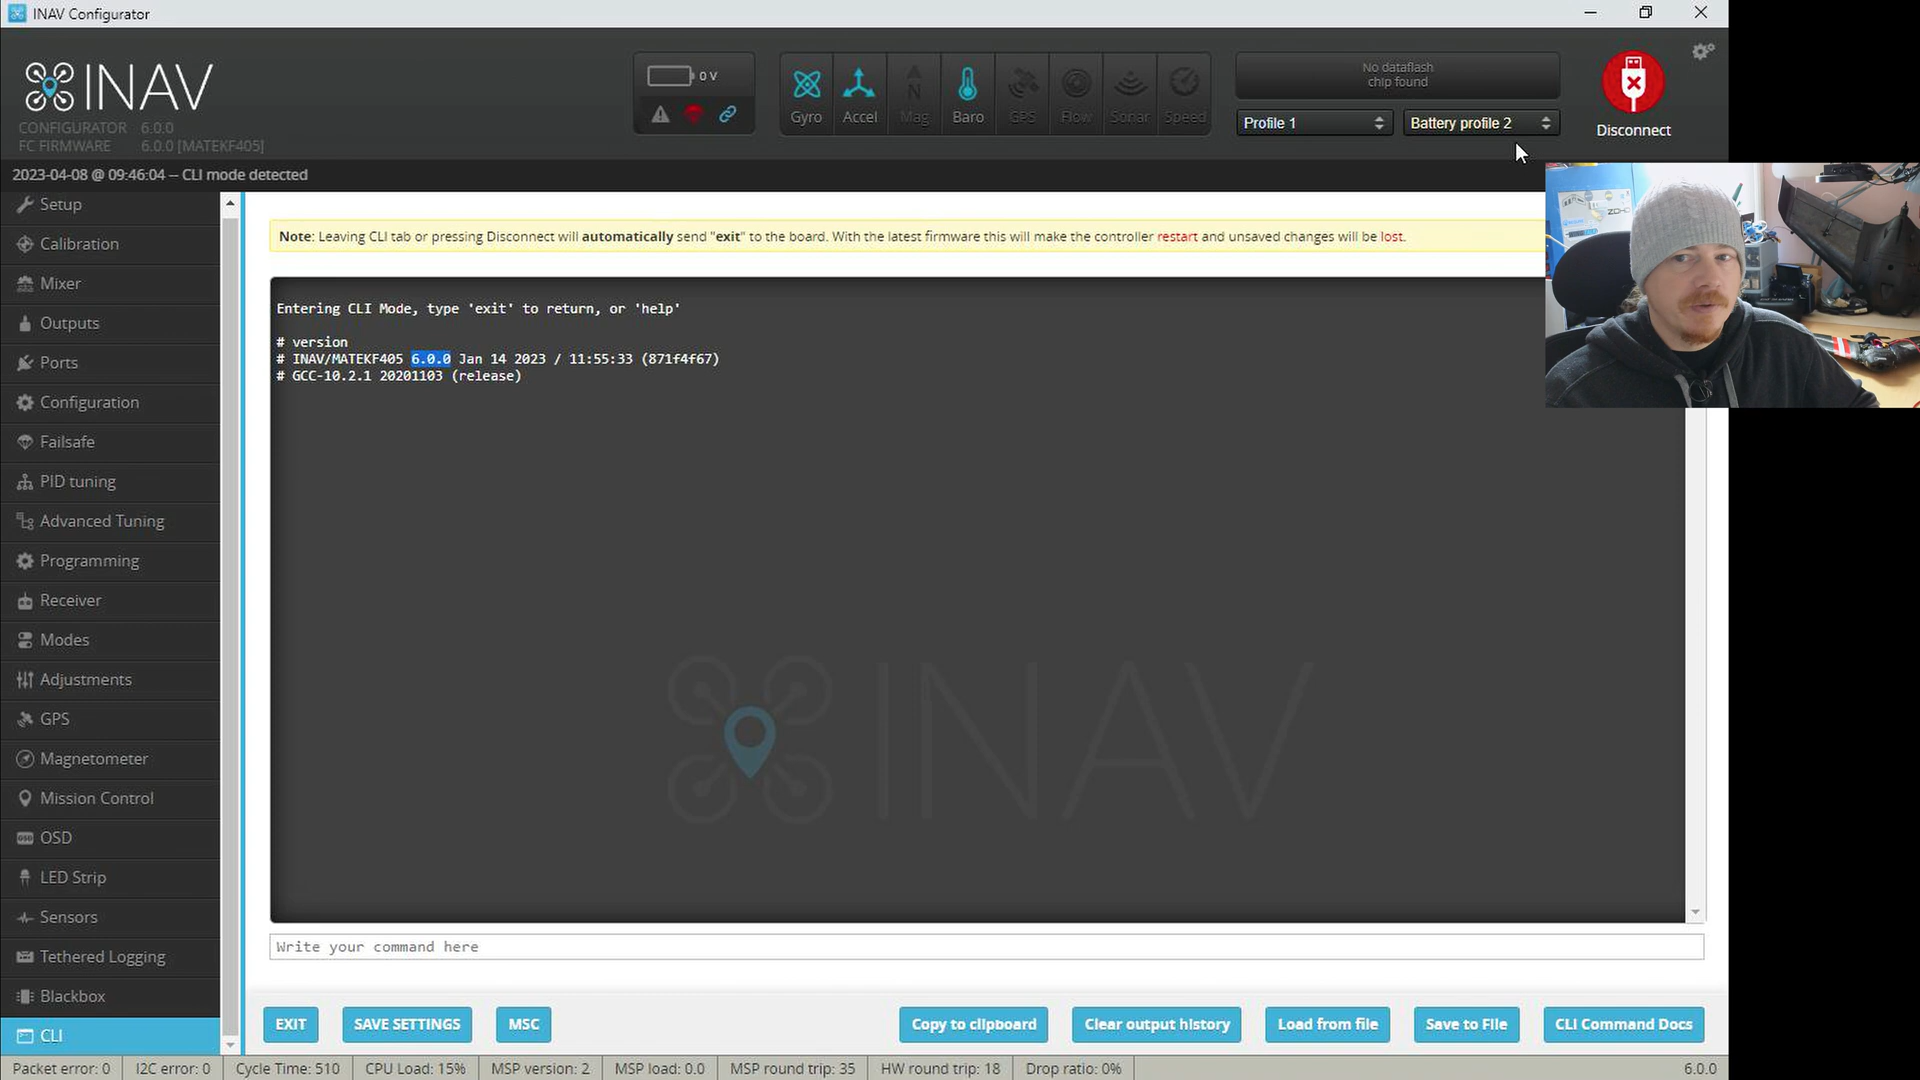 INAV Configurator
INAV
CONFIGURATOR 6.0.0
FC FIRMWARE 6.0.0 [MATEKF405]
0 V
Gyro
Accel
Mag
Baro
GPS
Flow
Sonar
Speed
No dataflash
chip found
Profile 1
Battery profile 2
Disconnect
2023-04-08 @ 09:46:04 -- CLI mode detected
Setup
Calibration
Mixer
Outputs
Ports
Configuration
Failsafe
PID tuning
Advanced Tuning
Programming
Receiver
Modes
Adjustments
GPS
Magnetometer
Mission Control
OSD
LED Strip
Sensors
Tethered Logging
Blackbox
CLI
Note: Leaving CLI tab or pressing Disconnect will automatically send "exit" to the board. With the latest firmware this will make the controller restart and unsaved changes will be lost.
Entering CLI Mode, type 'exit' to return, or 'help'
# version
# INAV/MATEKF405 6.0.0 Jan 14 2023 / 11:55:33 (871f4f67)
# GCC-10.2.1 20201103 (release)
INAV
Write your command here
EXIT
SAVE SETTINGS
MSC
Copy to clipboard
Clear output history
Load from file
Save to File
CLI Command Docs
Packet error: 0
I2C error: 0
Cycle Time: 510
CPU Load: 15%
MSP version: 2
MSP load: 0.0
MSP round trip: 35
HW round trip: 18
Drop ratio: 0%
6.0.0